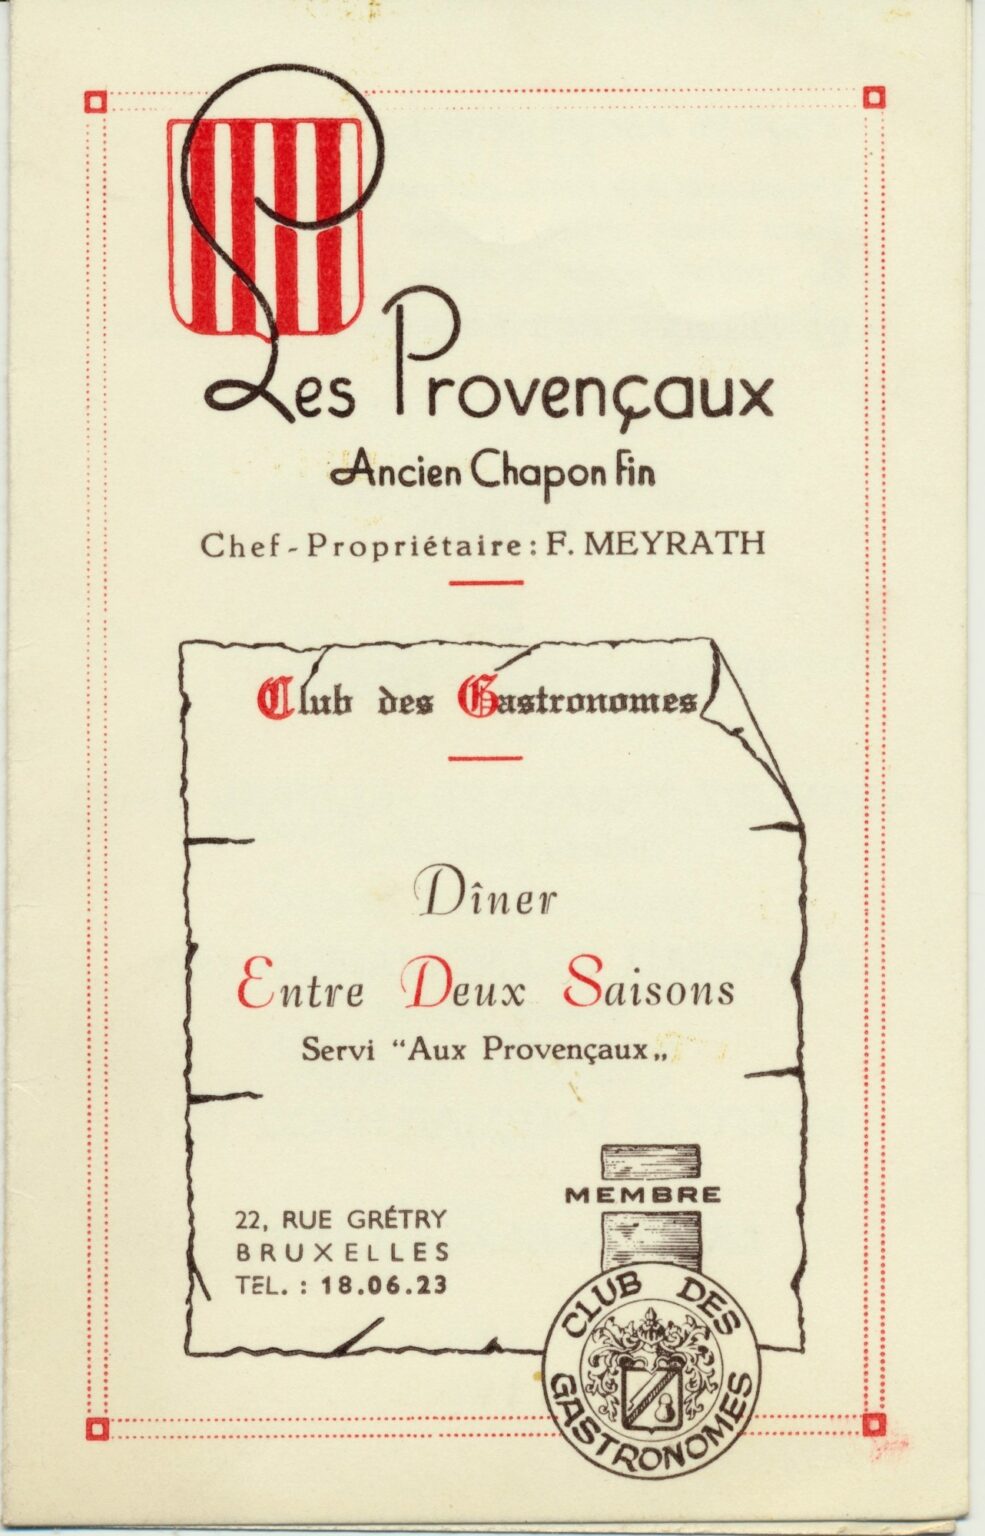 Les Provençaux
Ancien Chapon Fin
Chef-Propriétaire: F. MEYRATH
Club des Gastronomes
Dîner
Entre Deux Saisons
Servi “Aux Provençaux„
22, RUE GRÉTRY
BRUXELLES
TEL. : 18.06.23
MEMBRE
CLUB DES
GASTRONOMES